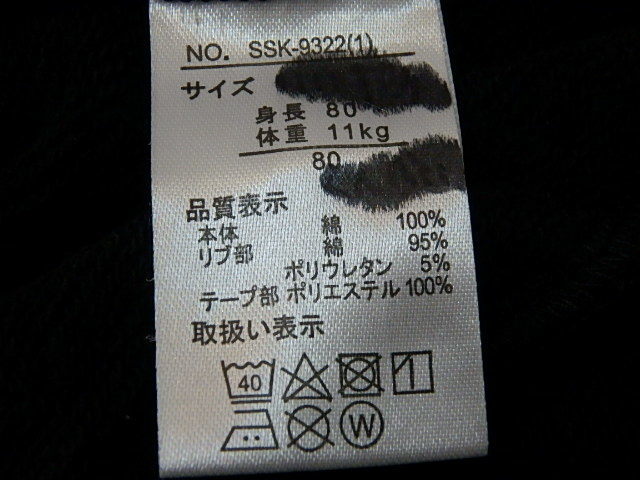 NO. SSK-9322(1)
サイズ
身長 80
体重 11kg
80
品質表示
本体 綿 100%
リブ部 綿 95%
ポリウレタン 5%
テープ部 ポリエステル 100%
取扱い表示
40
W